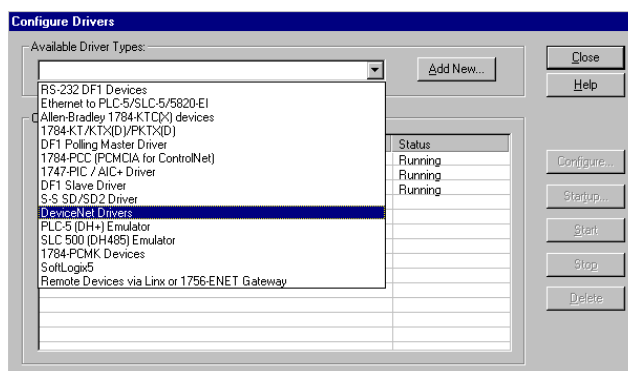 Configure Drivers
Available Driver Types:
Add New...
Close
Help
RS-232 DF1 Devices
Ethernet to PLC-5/SLC-5/5820-EI
Allen-Bradley 1784-KTC(X) devices
1784-KT/KTX(D)/PKTX(D)
DF1 Polling Master Driver
1784-PCC (PCMCIA for ControlNet)
1747-PIC / AIC+ Driver
DF1 Slave Driver
S-S SD/SD2 Driver
DeviceNet Drivers
PLC-5 (DH+) Emulator
SLC 500 (DH485) Emulator
1784-PCMK Devices
SoftLogix5
Remote Devices via Linx or 1756-ENET Gateway
Status
Running
Running
Running
Configure...
Startup...
Start
Stop
Delete